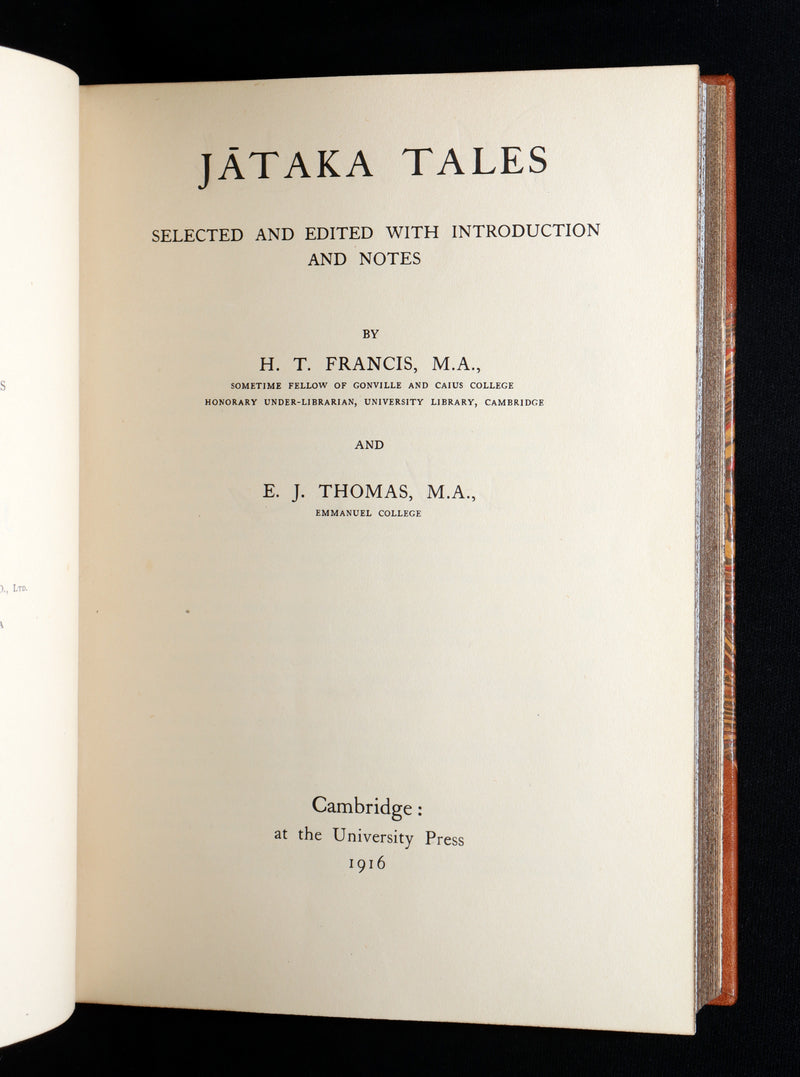 S
., LTD.
A
JĀTAKA TALES
SELECTED AND EDITED WITH INTRODUCTION
AND NOTES
BY
H. T. FRANCIS, M.A.,
SOMETIME FELLOW OF GONVILLE AND CAIUS COLLEGE
HONORARY UNDER-LIBRARIAN, UNIVERSITY LIBRARY, CAMBRIDGE
AND
E. J. THOMAS, M.A.,
EMMANUEL COLLEGE
Cambridge:
at the University Press
1916